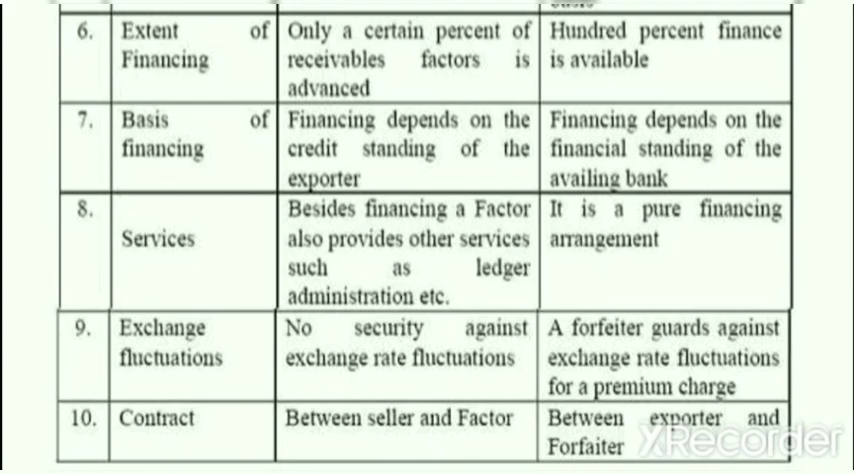 6. Extent of Only a certain percent of Hundred percent finance
Financing receivables factors is is available
advanced
7. Basis of Financing depends on the Financing depends on the
financing credit standing of the financial standing of the
exporter availing bank
8. Besides financing a Factor It is a pure financing
Services also provides other services arrangement
such as ledger
administration etc.
9. Exchange No security against A forfeiter guards against
fluctuations exchange rate fluctuations exchange rate fluctuations
for a premium charge
10. Contract Between seller and Factor Between exporter and
Forfaiter XRecorder